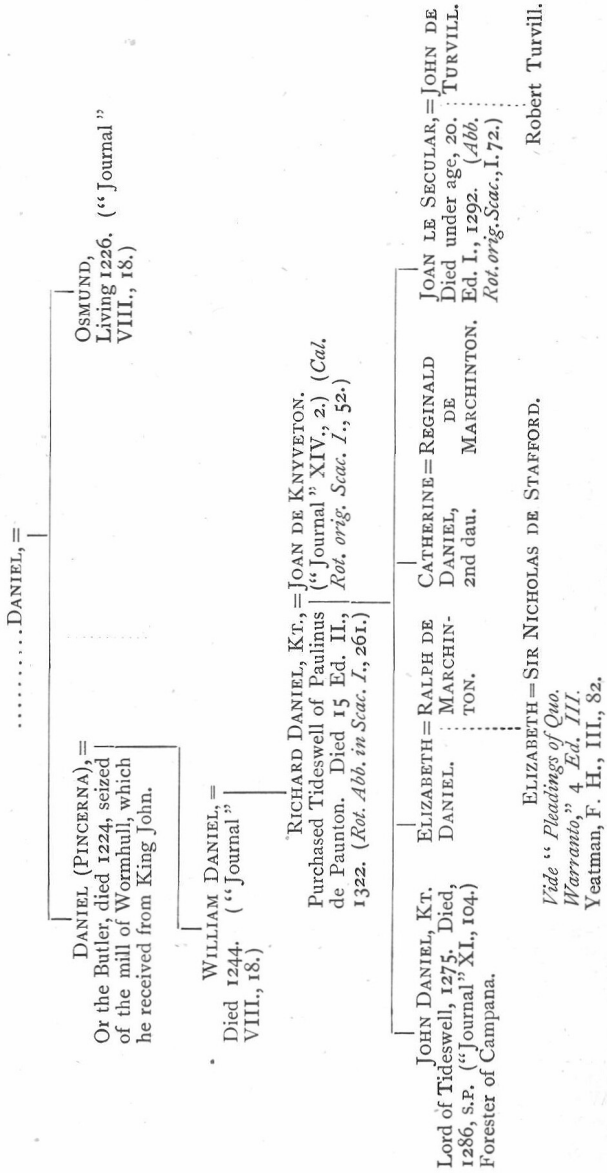 ..........DANIEL,=
DANIEL (PINCERNA),=
Or the Butler, died 1224, seized
of the mill of Wormhull, which
he received from King John.
OSMUND,
Living 1226. (“Journal”
VIII., 18.)
WILLIAM DANIEL,=
Died 1244. (“Journal”
VIII., 18.)
RICHARD DANIEL, KT.,=JOAN DE KNYVETON.
Purchased Tideswell of Paulinus (“Journal” XIV., 2.) (Cal.
de Paunton. Died 15 Ed. II., Rot. orig. Scac. I., 52.)
1322. (Rot. Abb. in Scac. I., 261.)
JOHN DANIEL, KT.
Lord of Tideswell, 1275. Died,
1286, S.P. (“Journal” XI., 104.)
Forester of Campana.
ELIZABETH=RALPH DE
DANIEL. MARCHIN-
TON.
CATHERINE=REGINALD
DANIEL, DE
2nd dau. MARCHINTON.
JOAN LE SECULAR,=JOHN DE
Died under age, 20. TURVILL.
Ed. I., 1292. (Abb.
Rot. orig. Scac., I. 72.)
ELIZABETH=SIR NICHOLAS DE STAFFORD.
Vide “Pleadings of Quo.
Warranto,” 4 Ed. III.
Yeatman, F. H., III., 82.
Robert Turvill.